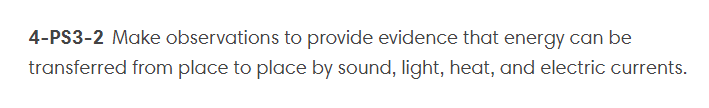 4-PS3-2 Make observations to provide evidence that energy can be
transferred from place to place by sound, light, heat, and electric currents.